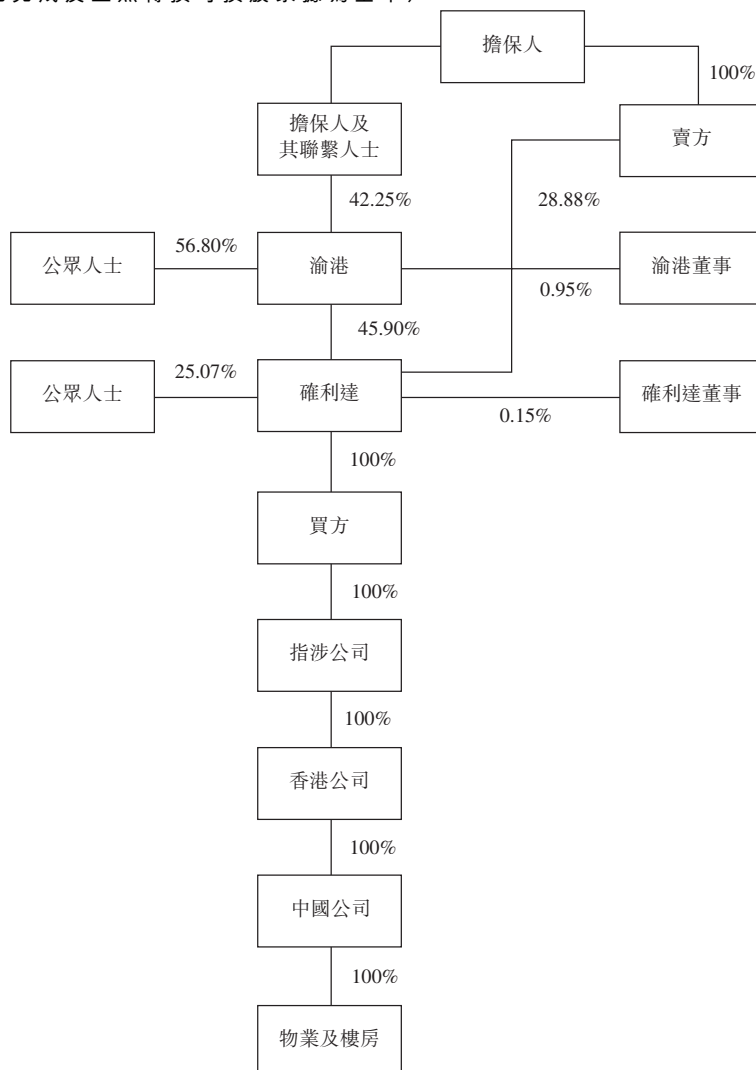 擔保人
100%
擔保人及
其聯繫人士
賣方
42.25%
28.88%
公眾人士
56.80%
渝港
0.95%
渝港董事
45.90%
公眾人士
25.07%
確利達
0.15%
確利達董事
100%
買方
100%
指涉公司
100%
香港公司
100%
中國公司
100%
物業及樓房